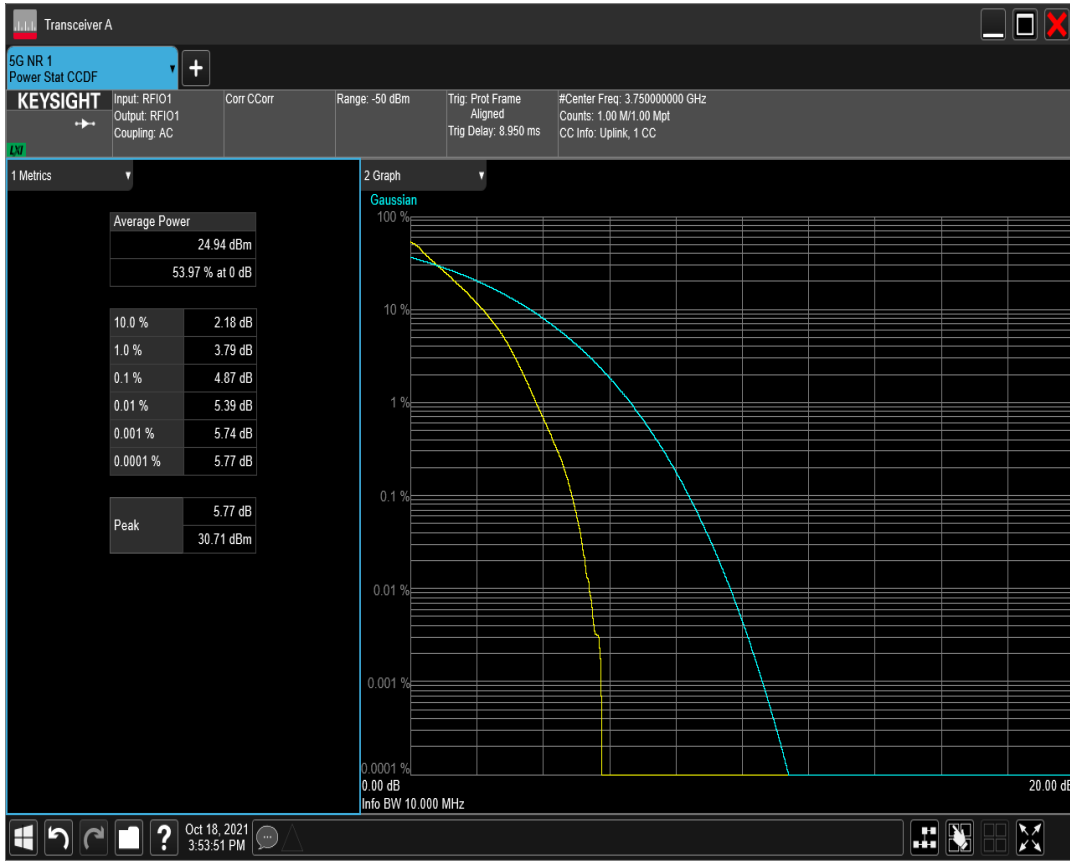 Transceiver A
5G NR 1
Power Stat CCDF
KEYSIGHT
LXI
Input: RFIO1
Output: RFIO1
Coupling: AC
Corr CCorr
Range: -50 dBm
Trig: Prot Frame
Aligned
Trig Delay: 8.950 ms
#Center Freq: 3.750000000 GHz
Counts: 1.00 M/1.00 Mpt
CC Info: Uplink, 1 CC
1 Metrics
Average Power
24.94 dBm
53.97 % at 0 dB
10.0 % 2.18 dB
1.0 % 3.79 dB
0.1 % 4.87 dB
0.01 % 5.39 dB
0.001 % 5.74 dB
0.0001 % 5.77 dB
Peak
5.77 dB
30.71 dBm
2 Graph
Gaussian
100 %
10 %
1 %
0.1 %
0.01 %
0.001 %
0.0001 %
0.00 dB
20.00 dB
Info BW 10.000 MHz
Oct 18, 2021
3:53:51 PM